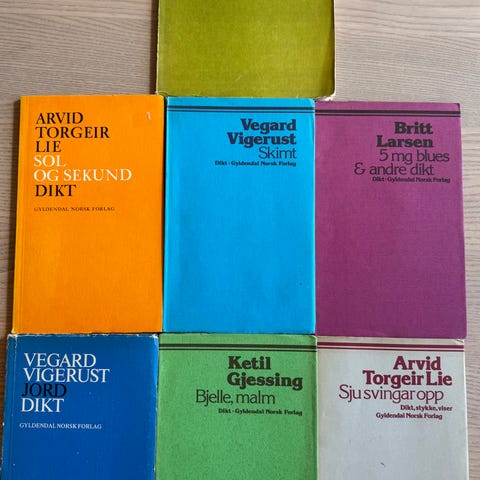 ARVID
TORGEIR
LIE
SOL
OG SEKUND
DIKT
GYLDENDAL NORSK FORLAG
Vegard
Vigerust
Skimt
Dikt · Gyldendal Norsk Forlag
Britt
Larsen
5 mg blues
& andre dikt
Dikt · Gyldendal Norsk Forlag
VEGARD
VIGERUST
JORD
DIKT
GYLDENDAL NORSK FORLAG
Ketil
Gjessing
Bjelle, malm
Dikt · Gyldendal Norsk Forlag
Arvid
Torgeir Lie
Sju svingar opp
Dikt, stykke, viser
Gyldendal Norsk Forlag